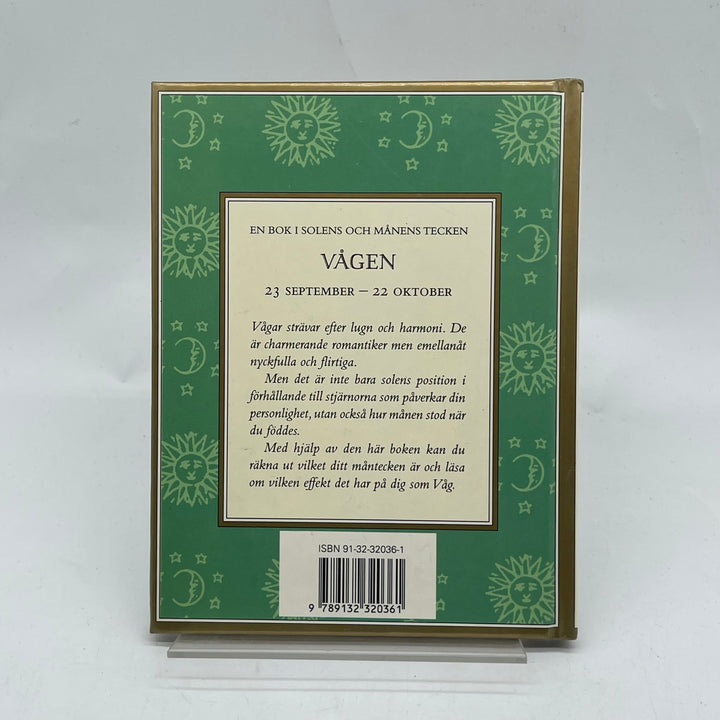 EN BOK I SOLENS OCH MÅNENS TECKEN
VÅGEN
23 SEPTEMBER – 22 OKTOBER
Vågar strävar efter lugn och harmoni. De
är charmerande romantiker men emellanåt
nyckfulla och flirtiga.
Men det är inte bara solens position i
förhållande till stjärnorna som påverkar din
personlighet, utan också hur månen stod när
du föddes.
Med hjälp av den här boken kan du
räkna ut vilket ditt måntecken är och läsa
om vilken effekt det har på dig som Våg.
ISBN 91-32-32036-1
9 789132 320361